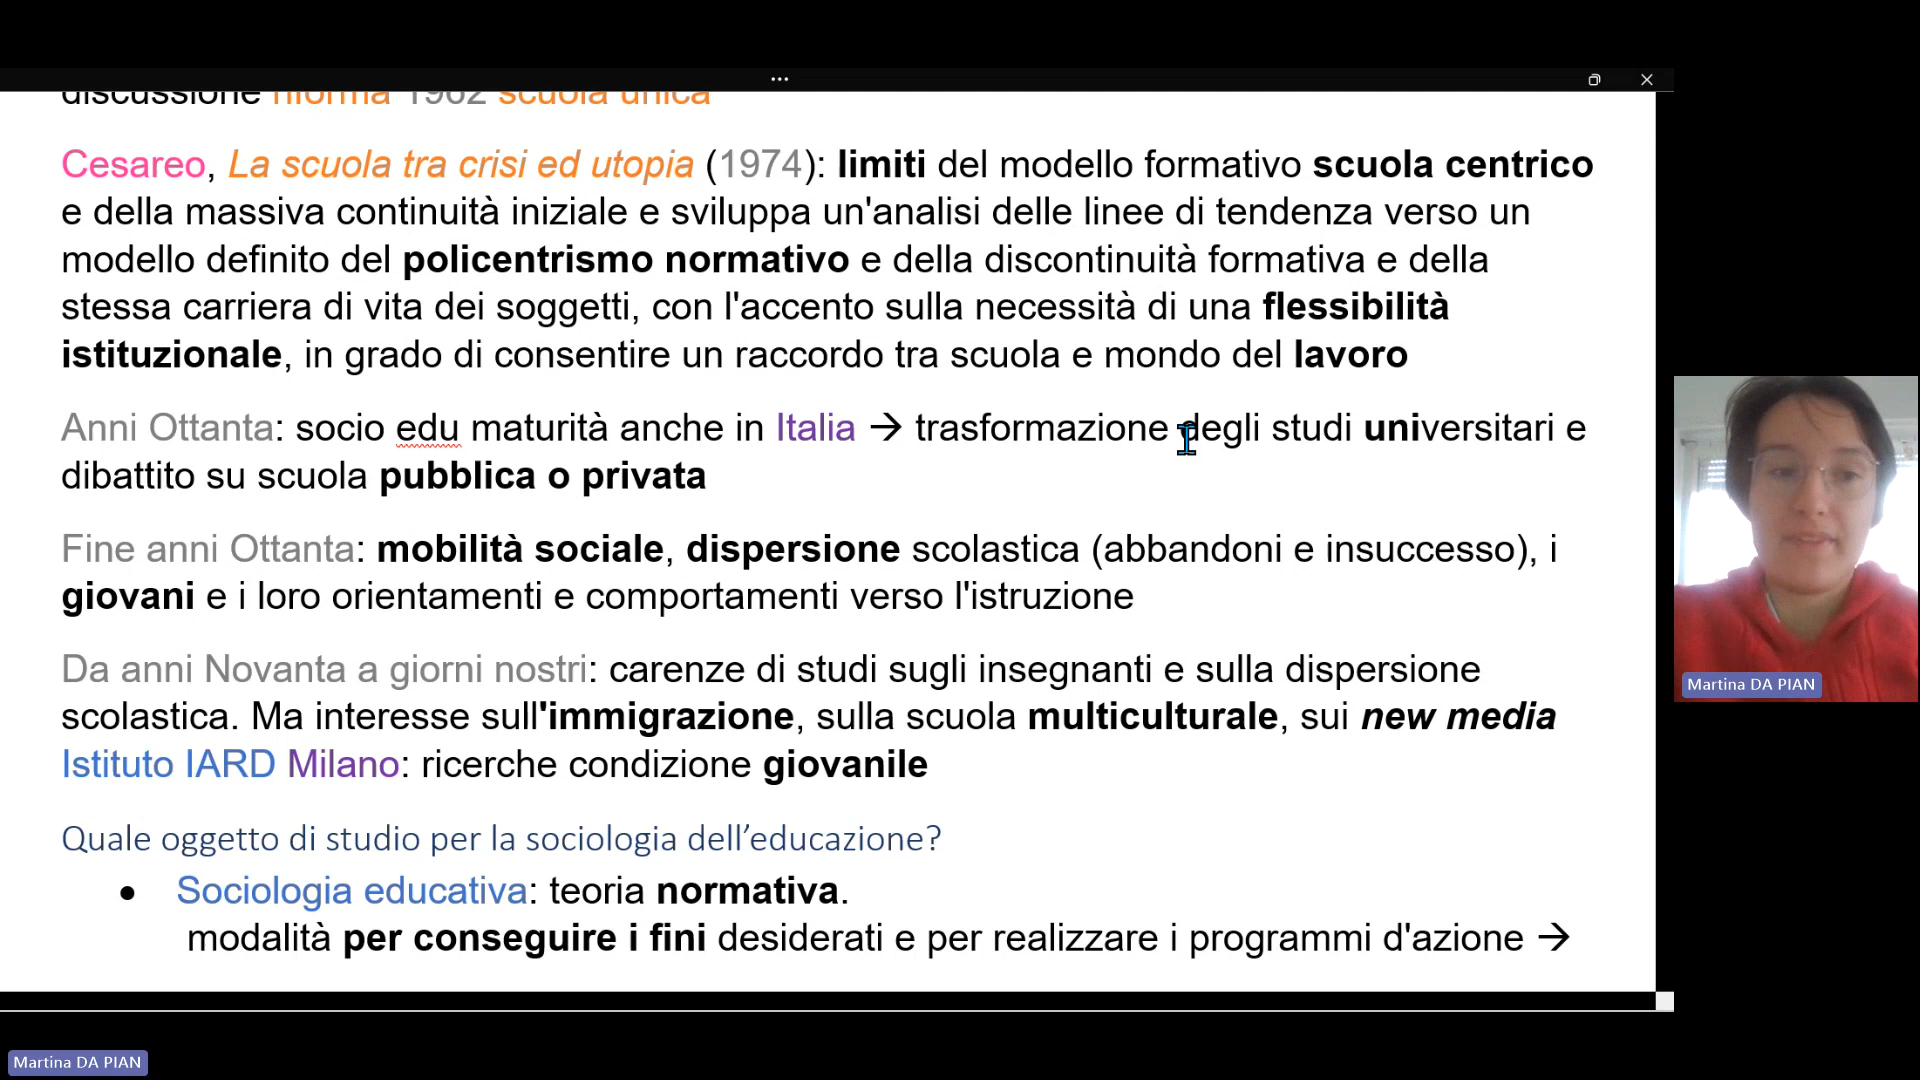 discussione riforma 1962 scuola unica
Cesareo, La scuola tra crisi ed utopia (1974): limiti del modello formativo scuola centrico
e della massiva continuità iniziale e sviluppa un'analisi delle linee di tendenza verso un
modello definito del policentrismo normativo e della discontinuità formativa e della
stessa carriera di vita dei soggetti, con l'accento sulla necessità di una flessibilità
istituzionale, in grado di consentire un raccordo tra scuola e mondo del lavoro
Anni Ottanta: socio edu maturità anche in Italia → trasformazione degli studi universitari e
dibattito su scuola pubblica o privata
Fine anni Ottanta: mobilità sociale, dispersione scolastica (abbandoni e insuccesso), i
giovani e i loro orientamenti e comportamenti verso l'istruzione
Da anni Novanta a giorni nostri: carenze di studi sugli insegnanti e sulla dispersione
scolastica. Ma interesse sull'immigrazione, sulla scuola multiculturale, sui new media
Istituto IARD Milano: ricerche condizione giovanile
Quale oggetto di studio per la sociologia dell’educazione?
• Sociologia educativa: teoria normativa.
modalità per conseguire i fini desiderati e per realizzare i programmi d'azione →
Martina DA PIAN
Martina DA PIAN